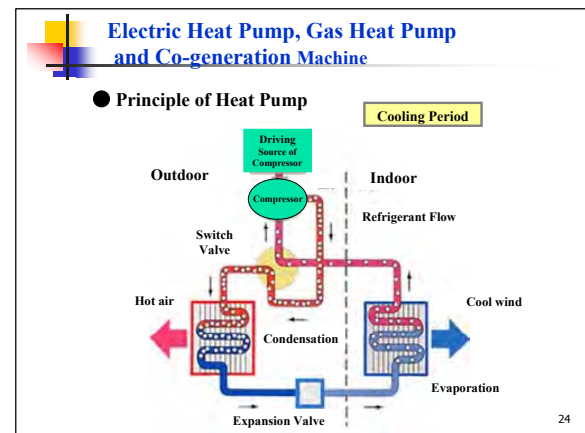 Electric Heat Pump, Gas Heat Pump
and Co-generation Machine
● Principle of Heat Pump
Cooling Period
Driving
Source of
Compressor
Outdoor
Indoor
Compressor
Refrigerant Flow
Switch
Valve
Hot air
Cool wind
Condensation
Evaporation
Expansion Valve
24